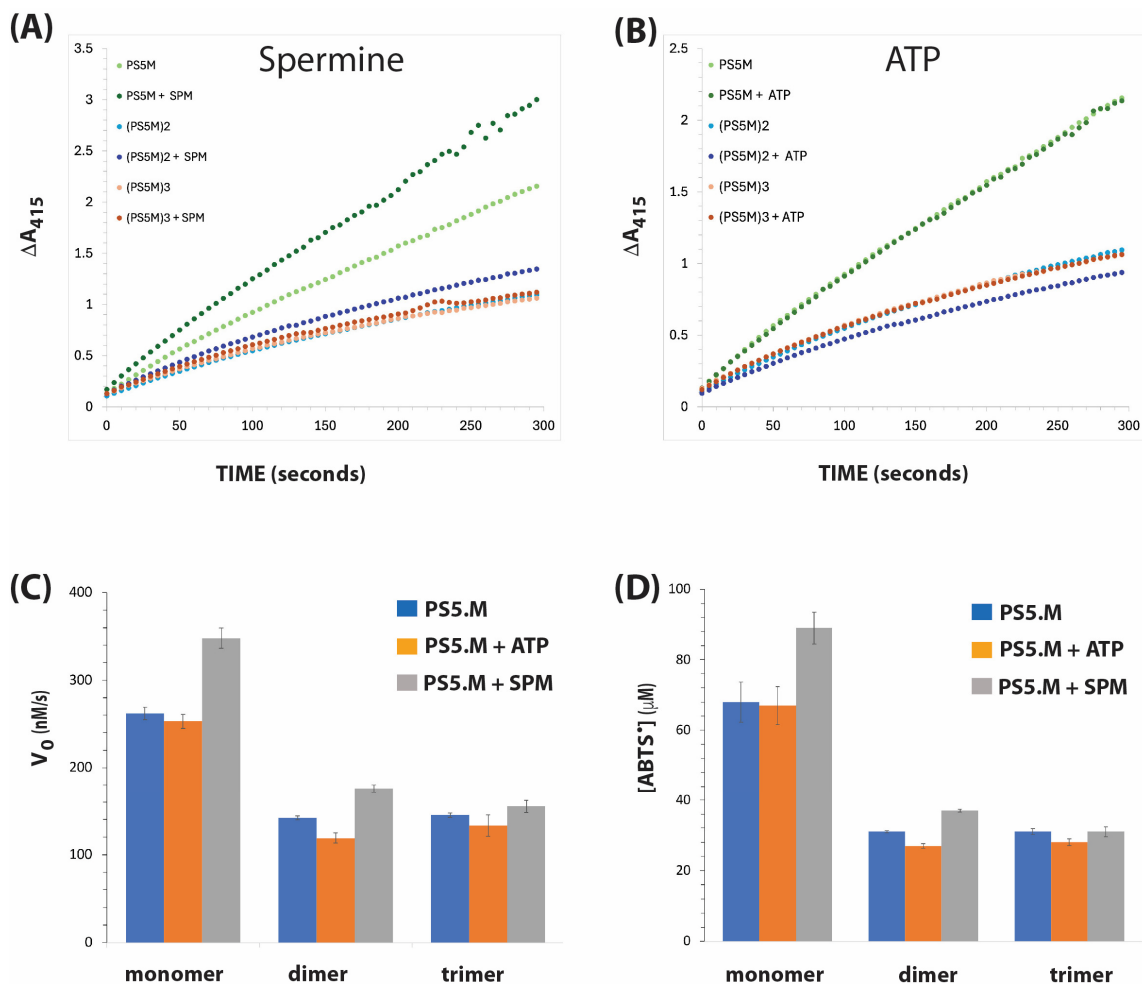 (A)
Spermine
3.5
3
2.5
2
1.5
1
0.5
0
ΔA415
PS5M
PS5M + SPM
(PS5M)2
(PS5M)2 + SPM
(PS5M)3
(PS5M)3 + SPM
0 50 100 150 200 250 300
TIME (seconds)
(B)
ATP
2.5
2
1.5
1
0.5
0
ΔA415
PS5M
PS5M + ATP
(PS5M)2
(PS5M)2 + ATP
(PS5M)3
(PS5M)3 + ATP
0 50 100 150 200 250 300
TIME (seconds)
(C)
400
300
200
100
0
V0 (nM/s)
PS5.M
PS5.M + ATP
PS5.M + SPM
monomer dimer trimer
(D)
100
80
60
40
20
0
[ABTS•] (μM)
PS5.M
PS5.M + ATP
PS5.M + SPM
monomer dimer trimer